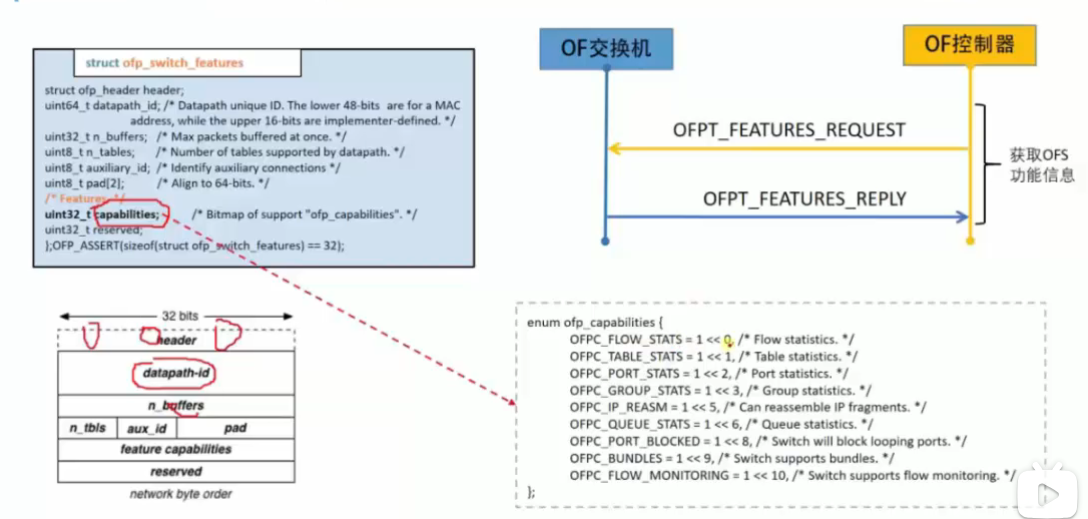 struct ofp_switch_features
struct ofp_header header;
uint64_t datapath_id; /* Datapath unique ID. The lower 48-bits are for a MAC
address, while the upper 16-bits are implementer-defined. */
uint32_t n_buffers; /* Max packets buffered at once. */
uint8_t n_tables; /* Number of tables supported by datapath. */
uint8_t auxiliary_id; /* Identify auxiliary connections */
uint8_t pad[2]; /* Align to 64-bits. */
/* Features. */
uint32_t capabilities; /* Bitmap of support "ofp_capabilities". */
uint32_t reserved;
};OFP_ASSERT(sizeof(struct ofp_switch_features) == 32);
OF交换机
OF控制器
OFPT_FEATURES_REQUEST
OFPT_FEATURES_REPLY
获取OFS
功能信息
32 bits
header
datapath-id
n_buffers
n_tbls aux_id pad
feature capabilities
reserved
network byte order
enum ofp_capabilities {
OFPC_FLOW_STATS = 1 << 0, /* Flow statistics. */
OFPC_TABLE_STATS = 1 << 1, /* Table statistics. */
OFPC_PORT_STATS = 1 << 2, /* Port statistics. */
OFPC_GROUP_STATS = 1 << 3, /* Group statistics. */
OFPC_IP_REASM = 1 << 5, /* Can reassemble IP fragments. */
OFPC_QUEUE_STATS = 1 << 6, /* Queue statistics. */
OFPC_PORT_BLOCKED = 1 << 8, /* Switch will block looping ports. */
OFPC_BUNDLES = 1 << 9, /* Switch supports bundles. */
OFPC_FLOW_MONITORING = 1 << 10, /* Switch supports flow monitoring. */
};